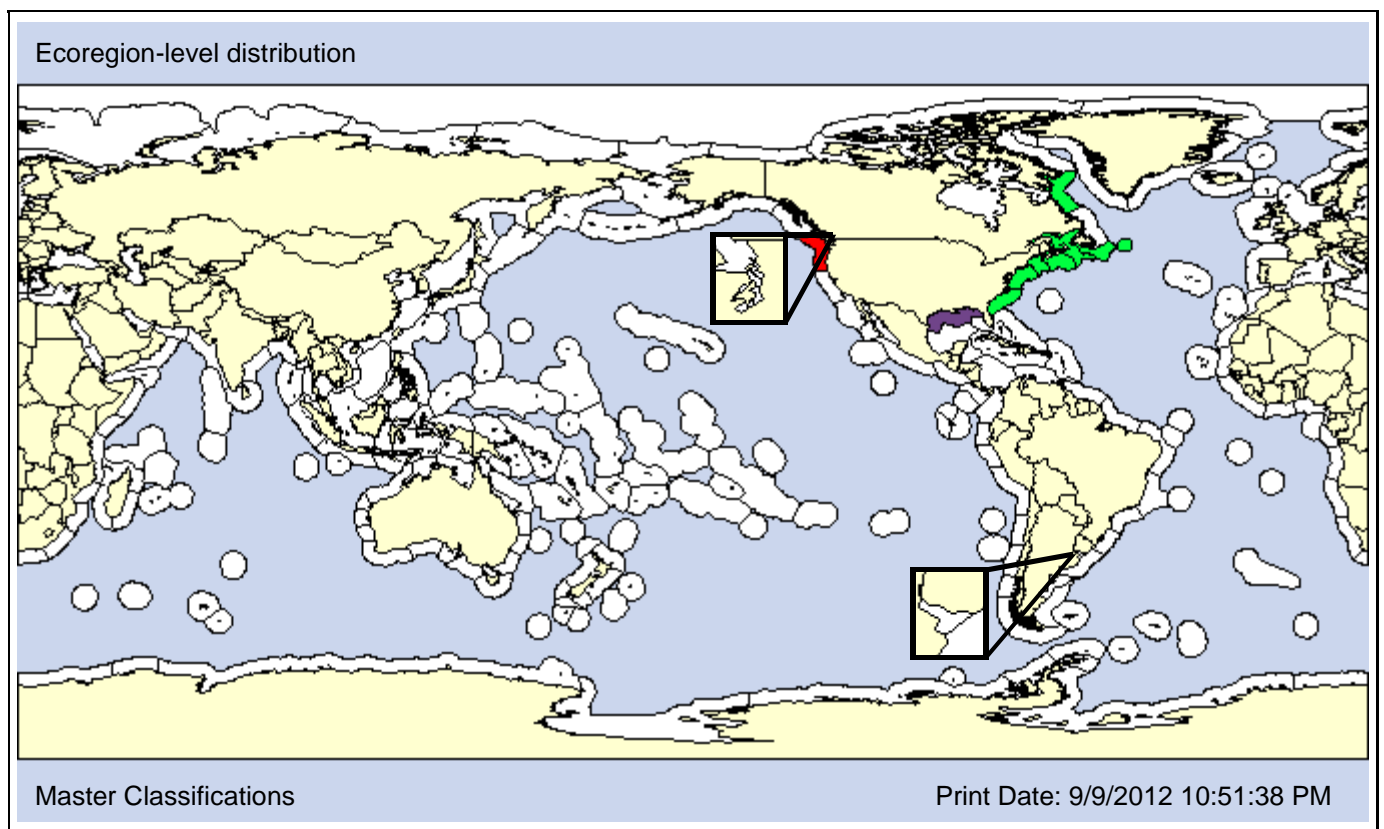 Ecoregion-level distribution
Master Classifications
Print Date: 9/9/2012 10:51:38 PM